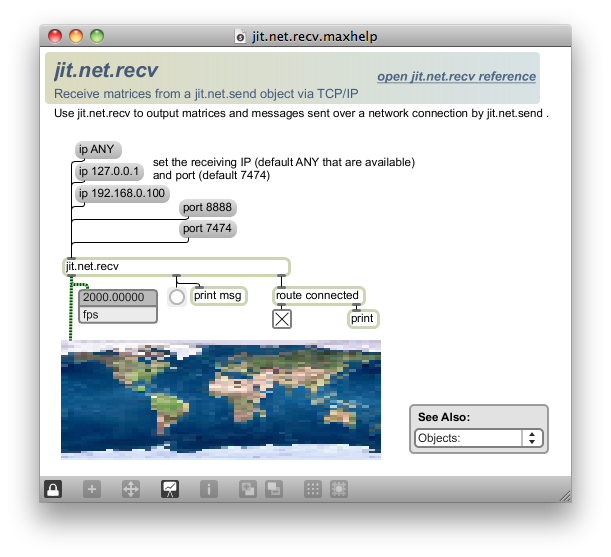 jit.net.recv.maxhelp
jit.net.recv
open jit.net.recv reference
Receive matrices from a jit.net.send object via TCP/IP
Use jit.net.recv to output matrices and messages sent over a network connection by jit.net.send .
ip ANY
ip 127.0.0.1
set the receiving IP (default ANY that are available)
and port (default 7474)
ip 192.168.0.100
port 8888
port 7474
jit.net.recv
2000.00000
fps
print msg
route connected
print
See Also:
Objects: